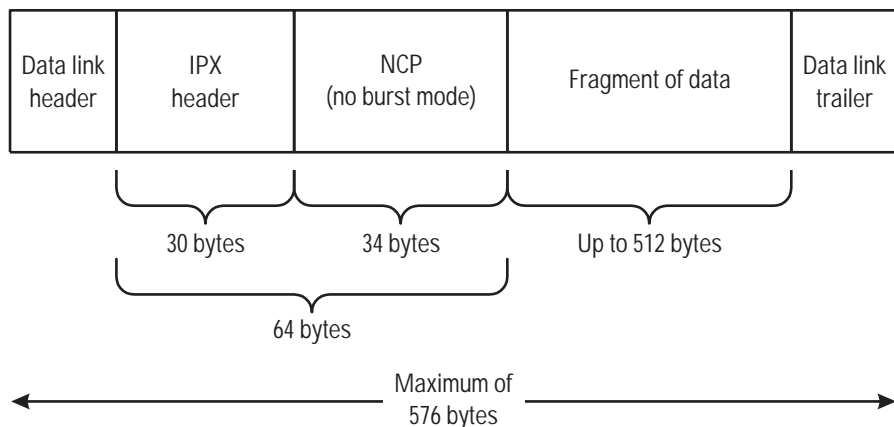 Data link
header
IPX
header
NCP
(no burst mode)
Fragment of data
Data link
trailer
30 bytes
34 bytes
Up to 512 bytes
64 bytes
Maximum of
576 bytes